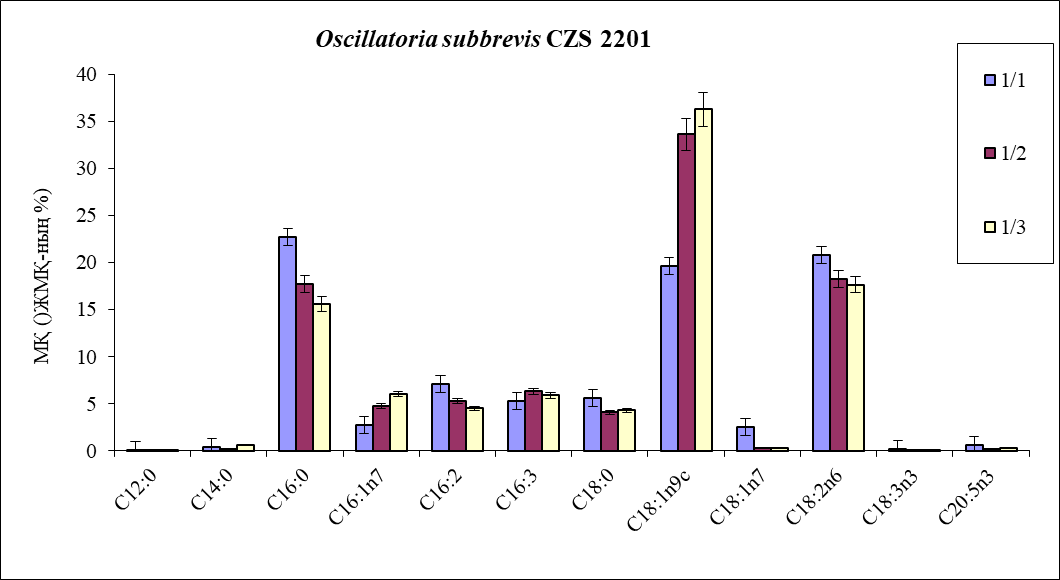 Oscillatoria subbrevis CZS 2201
МҚ ()ЖМҚ-ның %)
40
35
30
25
20
15
10
5
0
C12:0
C14:0
C16:0
C16:1n7
C16:2
C16:3
C18:0
C18:1n9c
C18:1n7
C18:2n6
C18:3n3
C20:5n3
1/1
1/2
1/3